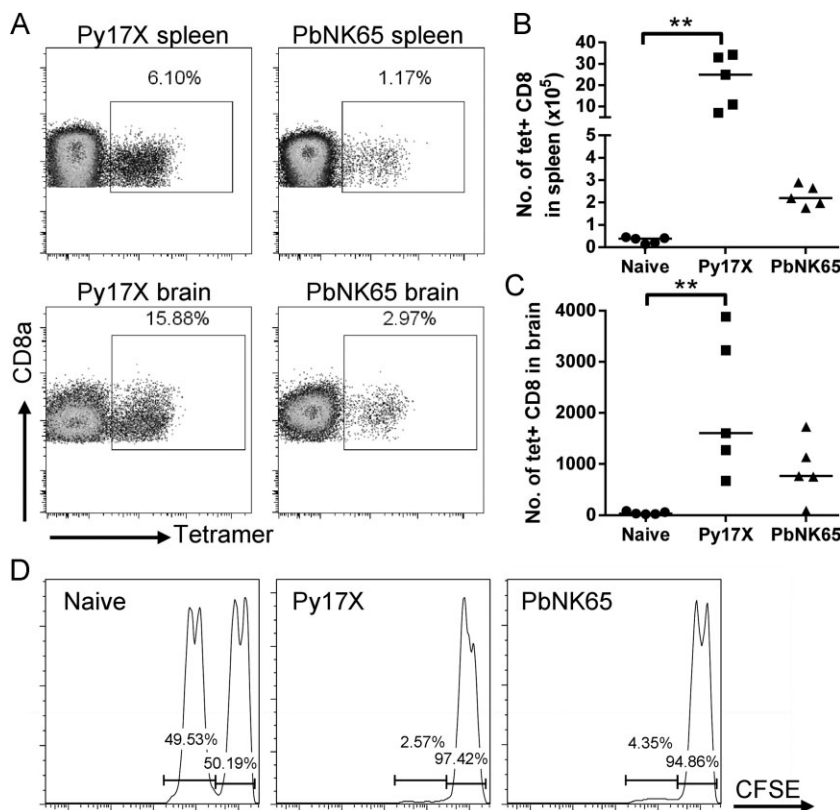 A
Py17X spleen
PbNK65 spleen
6.10%
1.17%
Py17X brain
PbNK65 brain
15.88%
2.97%
CD8a
Tetramer
B
**
No. of tet+ CD8
in spleen (x10⁵)
50
40
30
20
10
6
4
2
0
Naive
Py17X
PbNK65
C
**
No. of tet+ CD8 in brain
4000
3000
2000
1000
0
Naive
Py17X
PbNK65
D
Naive
49.53%
50.19%
Py17X
2.57%
97.42%
PbNK65
4.35%
94.86%
CFSE